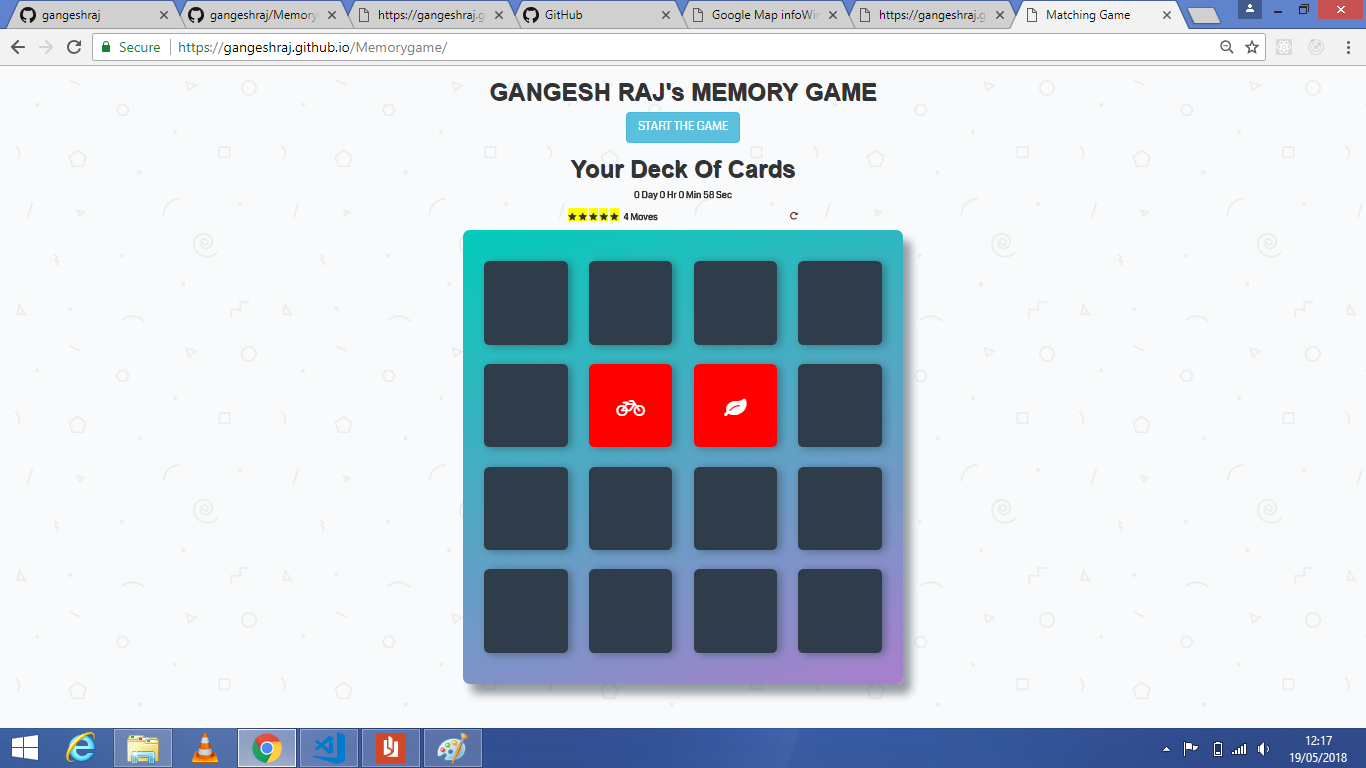 gangeshraj
gangeshraj/Memory
https://gangeshraj.g
GitHub
Google Map infoWin
https://gangeshraj.g
Matching Game
Secure
https://gangeshraj.github.io/Memorygame/
GANGESH RAJ's MEMORY GAME
START THE GAME
Your Deck Of Cards
0 Day 0 Hr 0 Min 58 Sec
4 Moves
12:17
19/05/2018